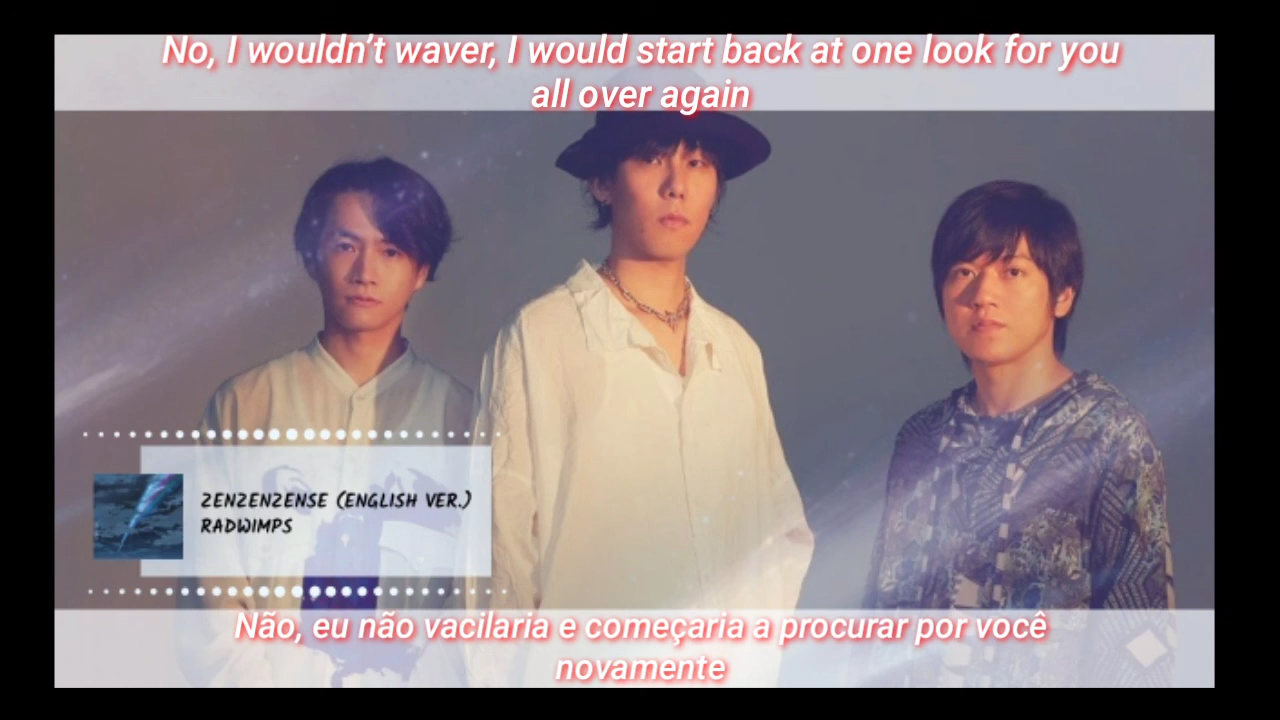 No, I wouldn't waver, I would start back at one look for you
all over again
ZENZENZENSE (ENGLISH VER.)
RADWIMPS
Não, eu não vacilaria e começaria a procurar por você
novamente